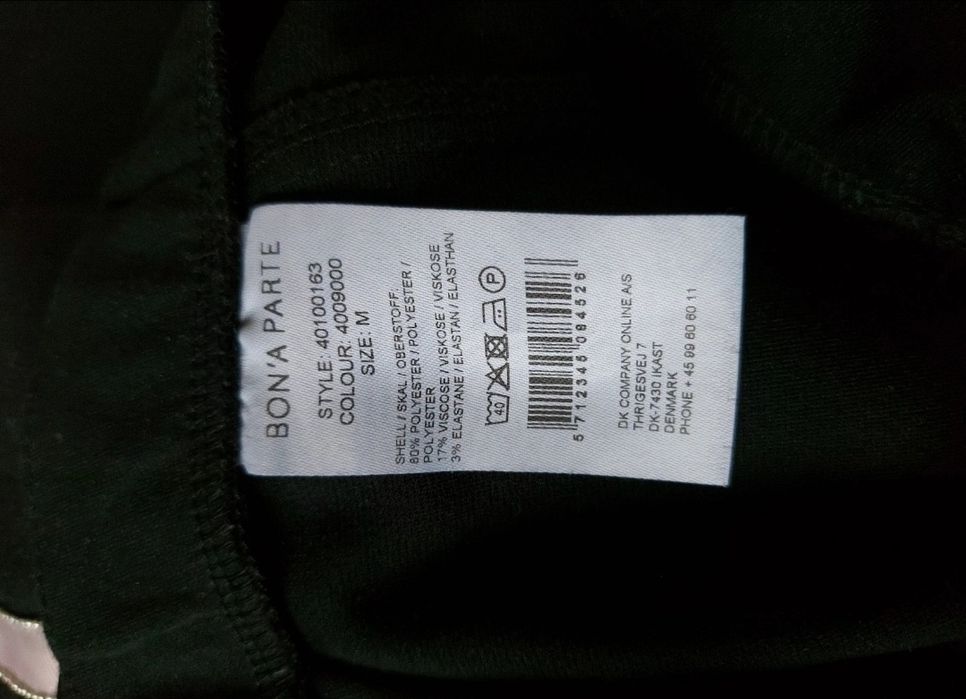 BON'A PARTE
STYLE: 40100163
COLOUR: 4009000
SIZE: M
SHELL / SKAL / OBERSTOFF:
80% POLYESTER / POLYESTER /
POLYESTER
17% VISCOSE / VISKOSE / VISKOSE
3% ELASTANE / ELASTAN / ELASTHAN
40 P
5 712345 084526
DK COMPANY ONLINE A/S
THRIGESVEJ 7
DK-7430 IKAST
DENMARK
PHONE + 45 99 60 60 11